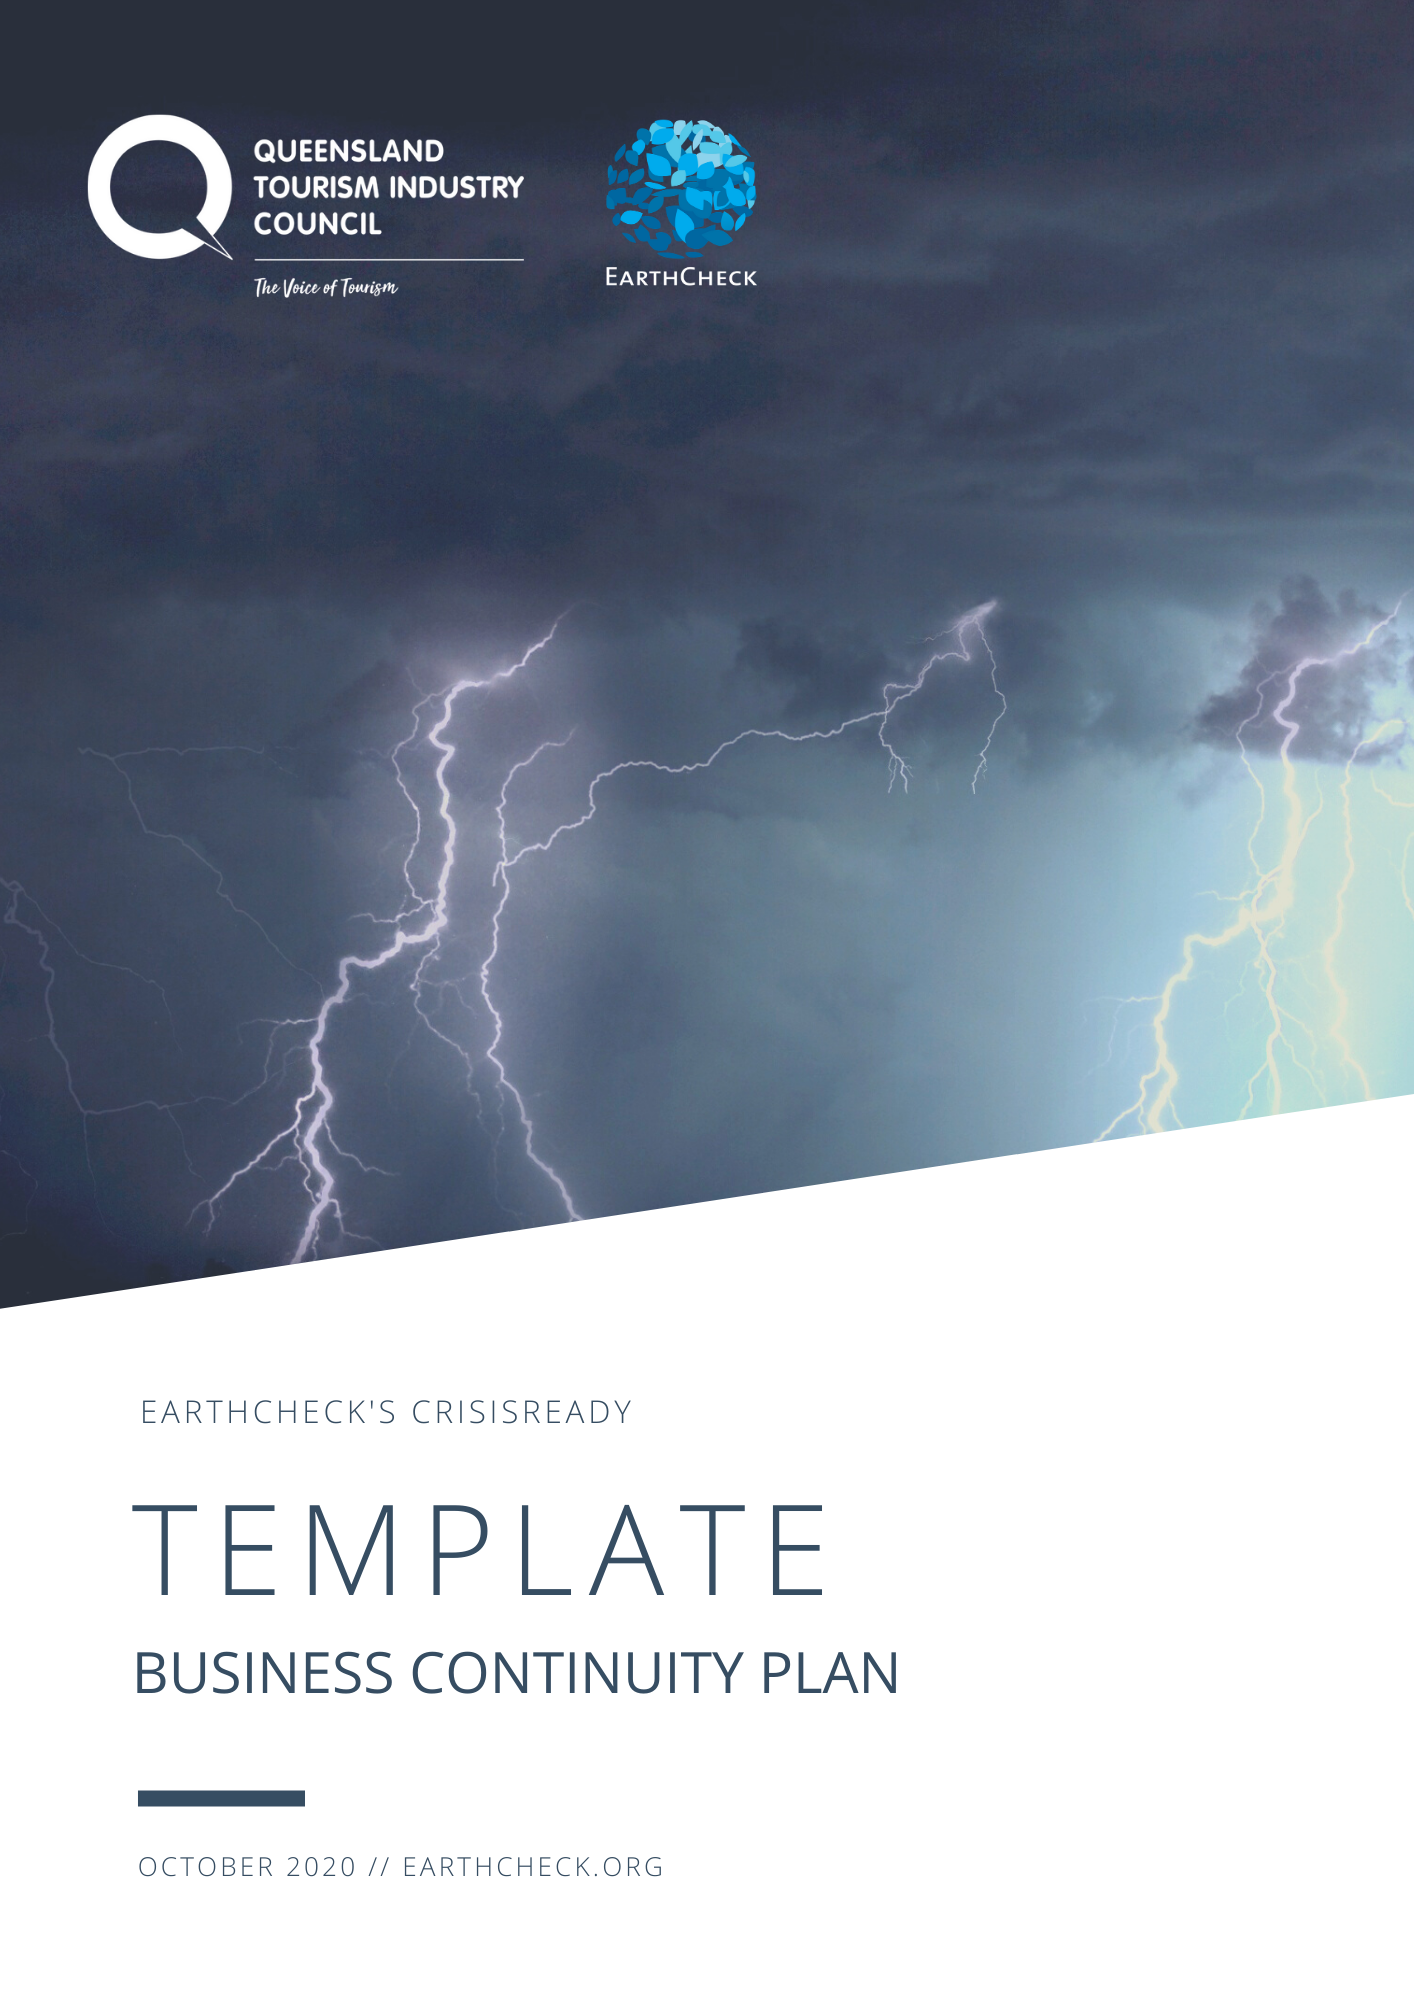 QUEENSLAND
TOURISM INDUSTRY
COUNCIL
The Voice of Tourism
EARTHCHECK
EARTHCHECK'S CRISISREADY
TEMPLATE
BUSINESS CONTINUITY PLAN
OCTOBER 2020 // EARTHCHECK.ORG